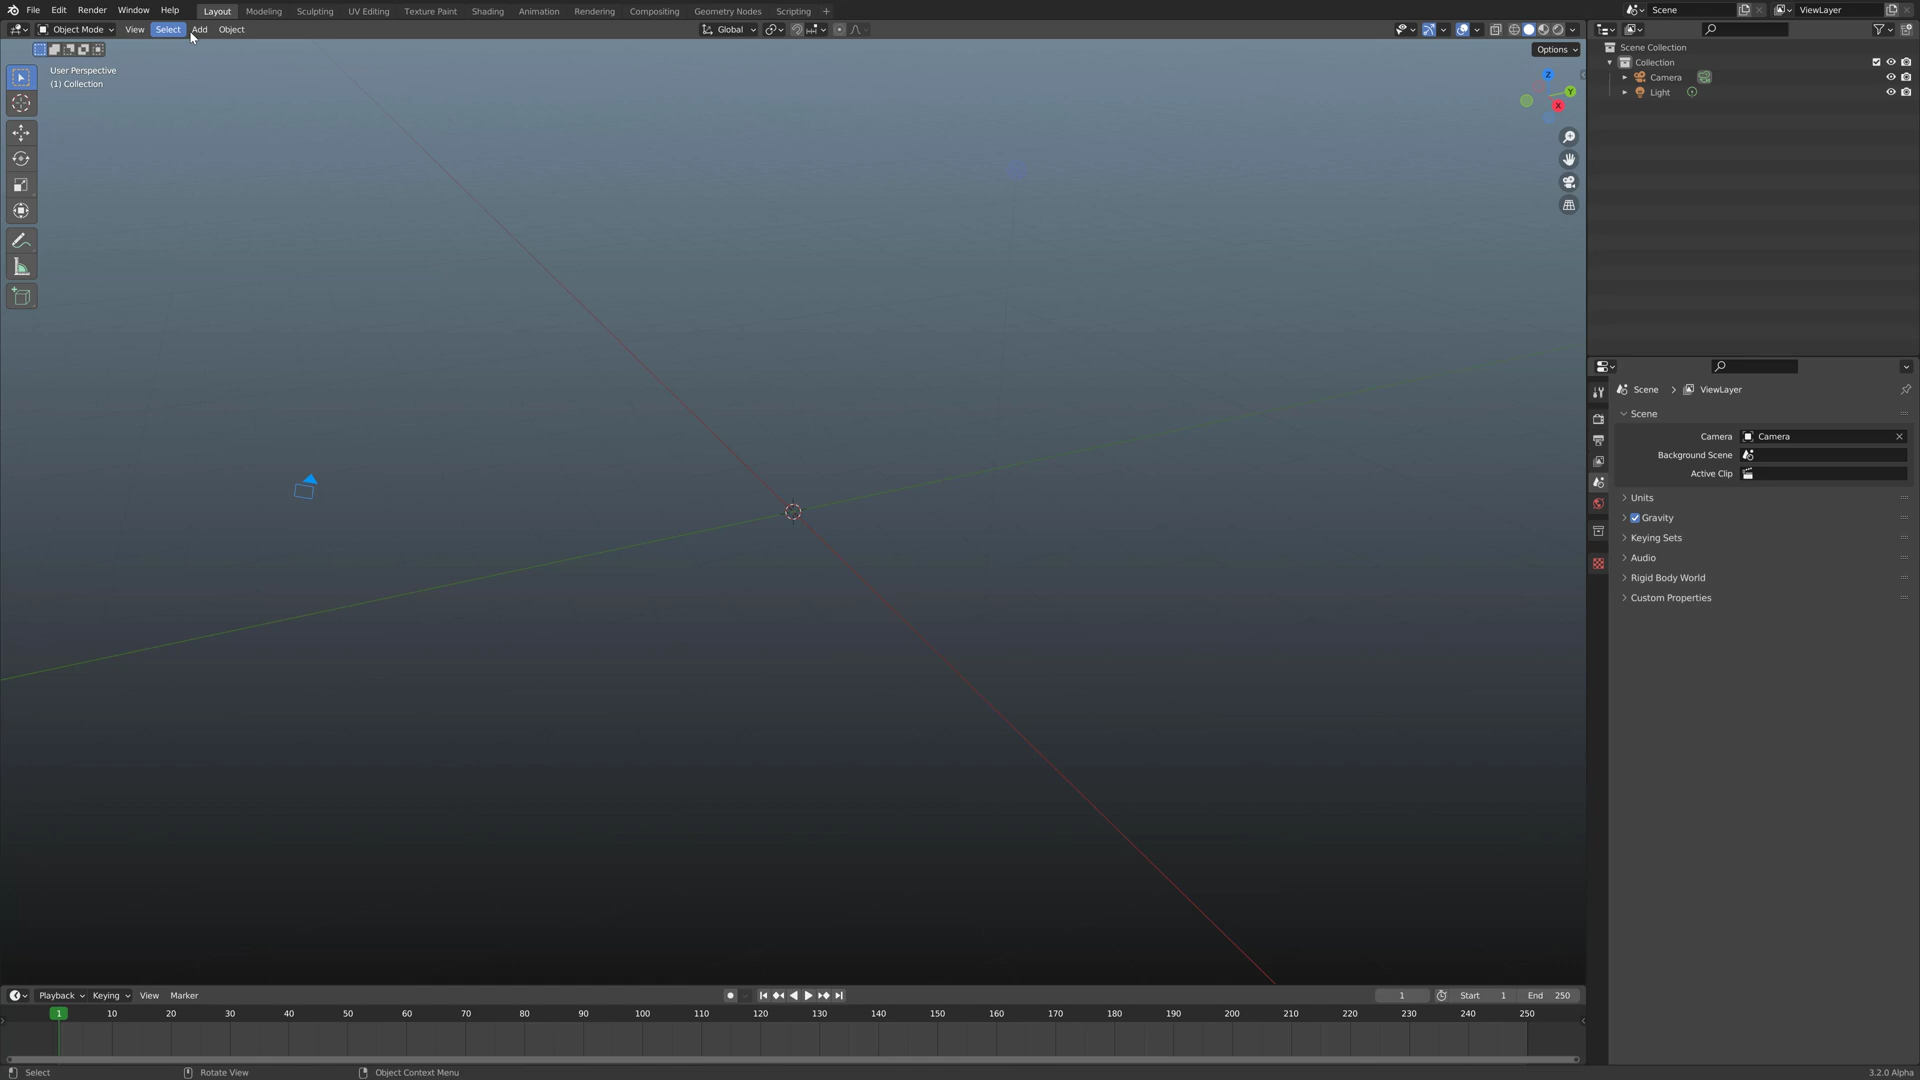 File Edit Render Window Help Layout Modeling Sculpting UV Editing Texture Paint Shading Animation Rendering Compositing Geometry Nodes Scripting + Scene ViewLayer
Object Mode View Select Add Object Global
Options
User Perspective
(1) Collection
Z
Y
X
Scene Collection
Collection
Camera
Light
Scene > ViewLayer
Scene
Camera Camera
Background Scene
Active Clip
Units
Gravity
Keying Sets
Audio
Rigid Body World
Custom Properties
Playback Keying View Marker 1 Start 1 End 250
1 10 20 30 40 50 60 70 80 90 100 110 120 130 140 150 160 170 180 190 200 210 220 230 240 250
Select Rotate View Object Context Menu 3.2.0 Alpha